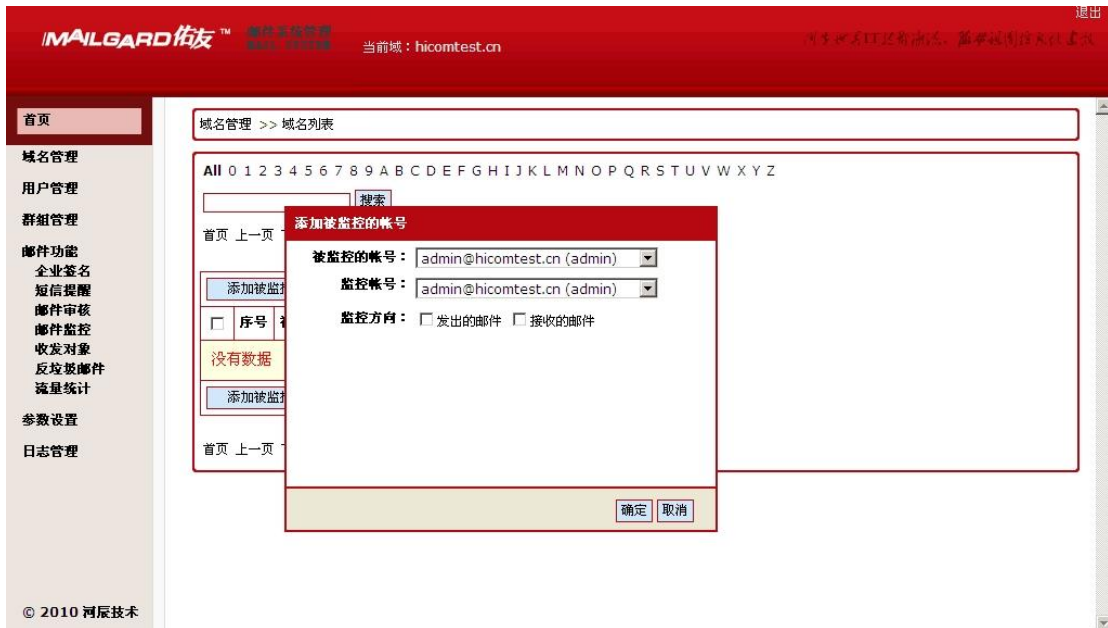 退出
MAILGARD佑友™
当前域：hicomtest.cn
首页
域名管理
用户管理
群组管理
邮件功能
企业签名
短信提醒
邮件审核
邮件监控
收发对象
反垃圾邮件
流量统计
参数设置
日志管理
© 2010 河辰技术
域名管理 >> 域名列表
All 0 1 2 3 4 5 6 7 8 9 A B C D E F G H I J K L M N O P Q R S T U V W X Y Z
搜索
首页 上一页
添加被监
序号
没有数据
添加被监
首页 上一页
添加被监控的帐号
被监控的帐号： admin@hicomtest.cn (admin)
监控帐号： admin@hicomtest.cn (admin)
监控方向： 发出的邮件 接收的邮件
确定 取消